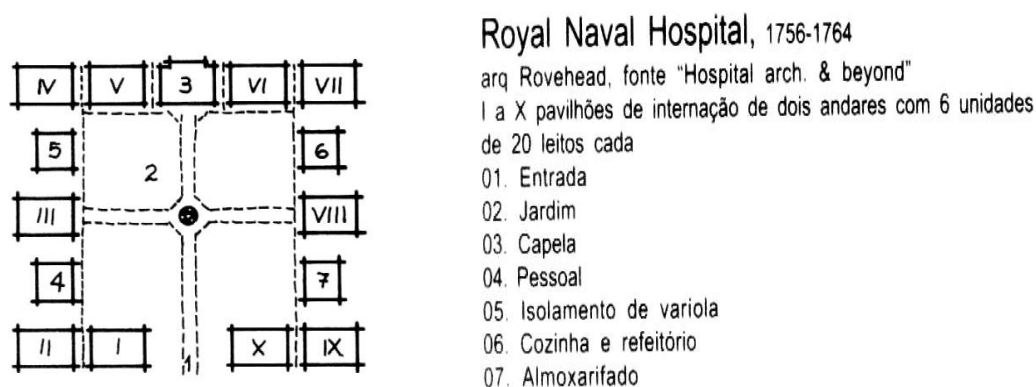 IV V 3 VI VII
5 6
2
III VIII
4 7
II I X IX
1
Royal Naval Hospital, 1756-1764
arq Rovehead, fonte "Hospital arch. & beyond"
I a X pavilhões de internação de dois andares com 6 unidades
de 20 leitos cada
01. Entrada
02. Jardim
03. Capela
04. Pessoal
05. Isolamento de variola
06. Cozinha e refeitório
07. Almoxarifado